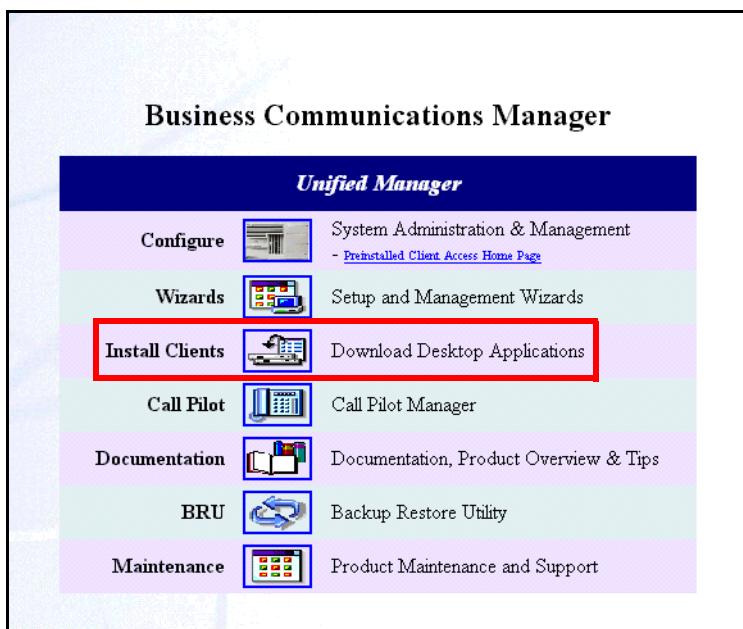 Business Communications Manager
Unified Manager
Configure System Administration & Management
- Preinstalled Client Access Home Page
Wizards Setup and Management Wizards
Install Clients Download Desktop Applications
Call Pilot Call Pilot Manager
Documentation Documentation, Product Overview & Tips
BRU Backup Restore Utility
Maintenance Product Maintenance and Support